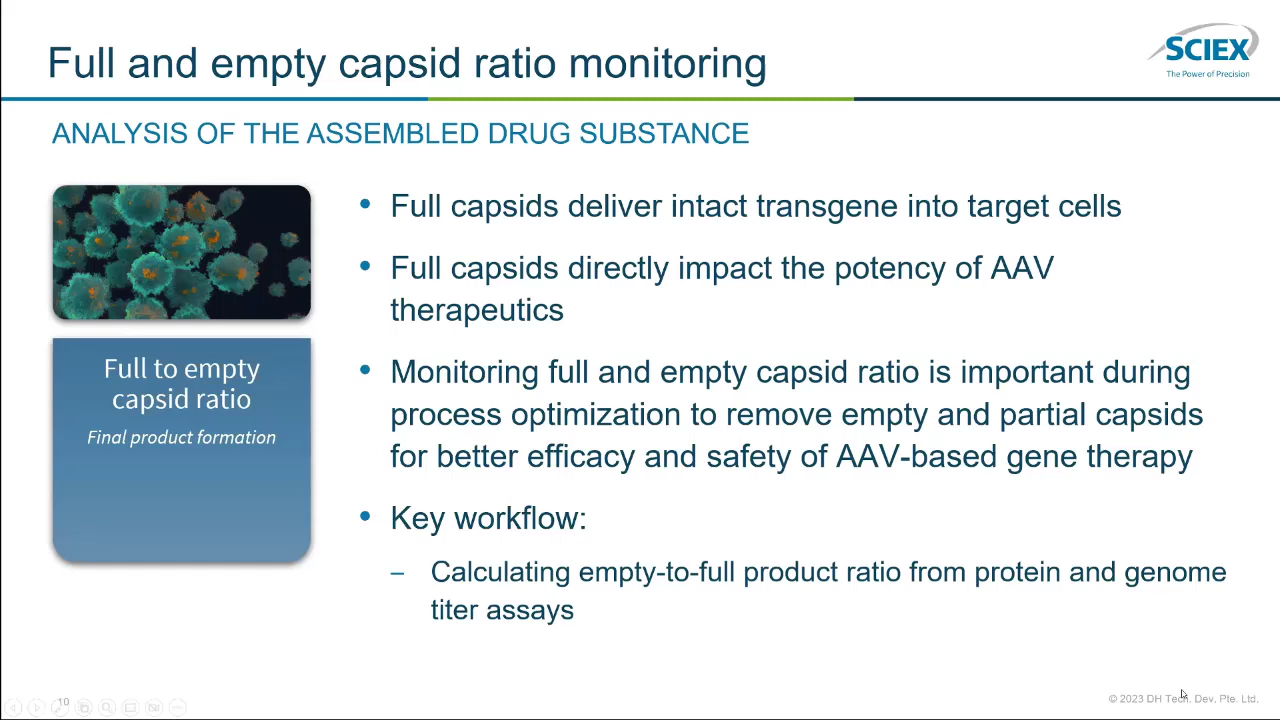 Full and empty capsid ratio monitoring
SCIEX
The Power of Precision
ANALYSIS OF THE ASSEMBLED DRUG SUBSTANCE
Full to empty
capsid ratio
Final product formation
• Full capsids deliver intact transgene into target cells
• Full capsids directly impact the potency of AAV
therapeutics
• Monitoring full and empty capsid ratio is important during
process optimization to remove empty and partial capsids
for better efficacy and safety of AAV-based gene therapy
• Key workflow:
– Calculating empty-to-full product ratio from protein and genome
titer assays
10
© 2023 DH Tech. Dev. Pte. Ltd.